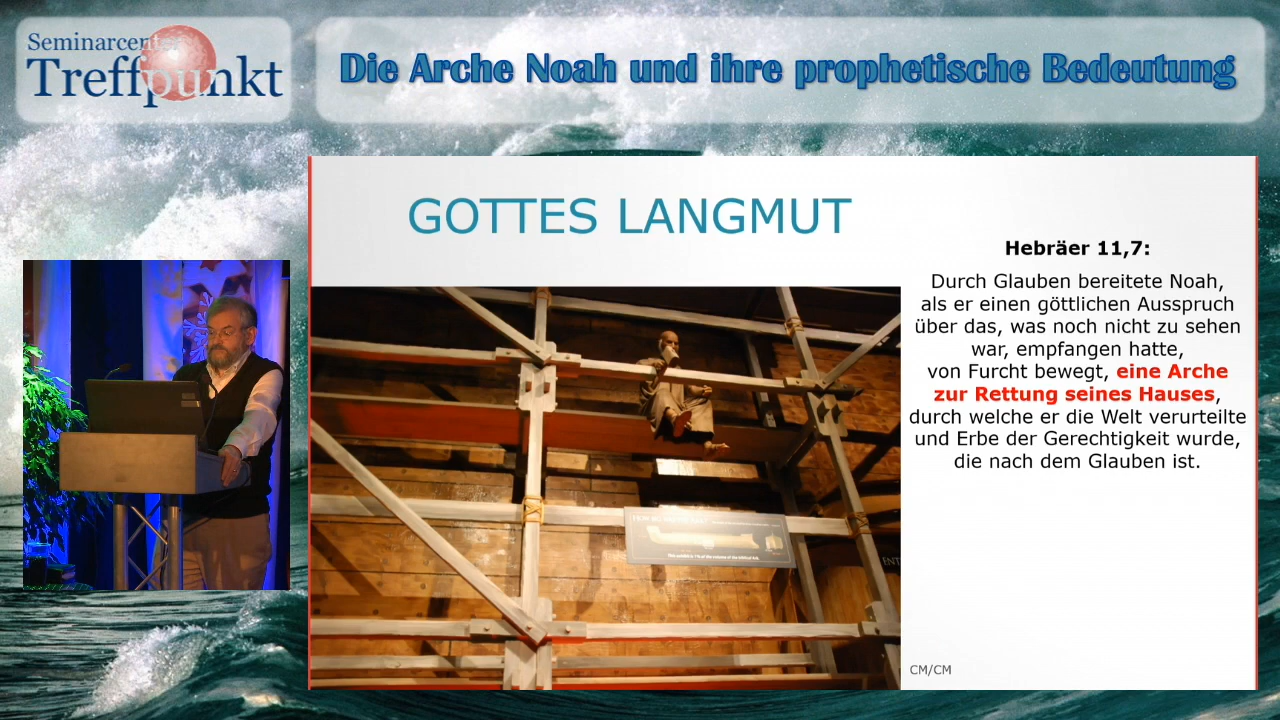 Seminarcenter
Treffpunkt
Die Arche Noah und ihre prophetische Bedeutung
GOTTES LANGMUT
Hebräer 11,7:
Durch Glauben bereitete Noah,
als er einen göttlichen Ausspruch
über das, was noch nicht zu sehen
war, empfangen hatte,
von Furcht bewegt, eine Arche
zur Rettung seines Hauses,
durch welche er die Welt verurteilte
und Erbe der Gerechtigkeit wurde,
die nach dem Glauben ist.
CM/CM